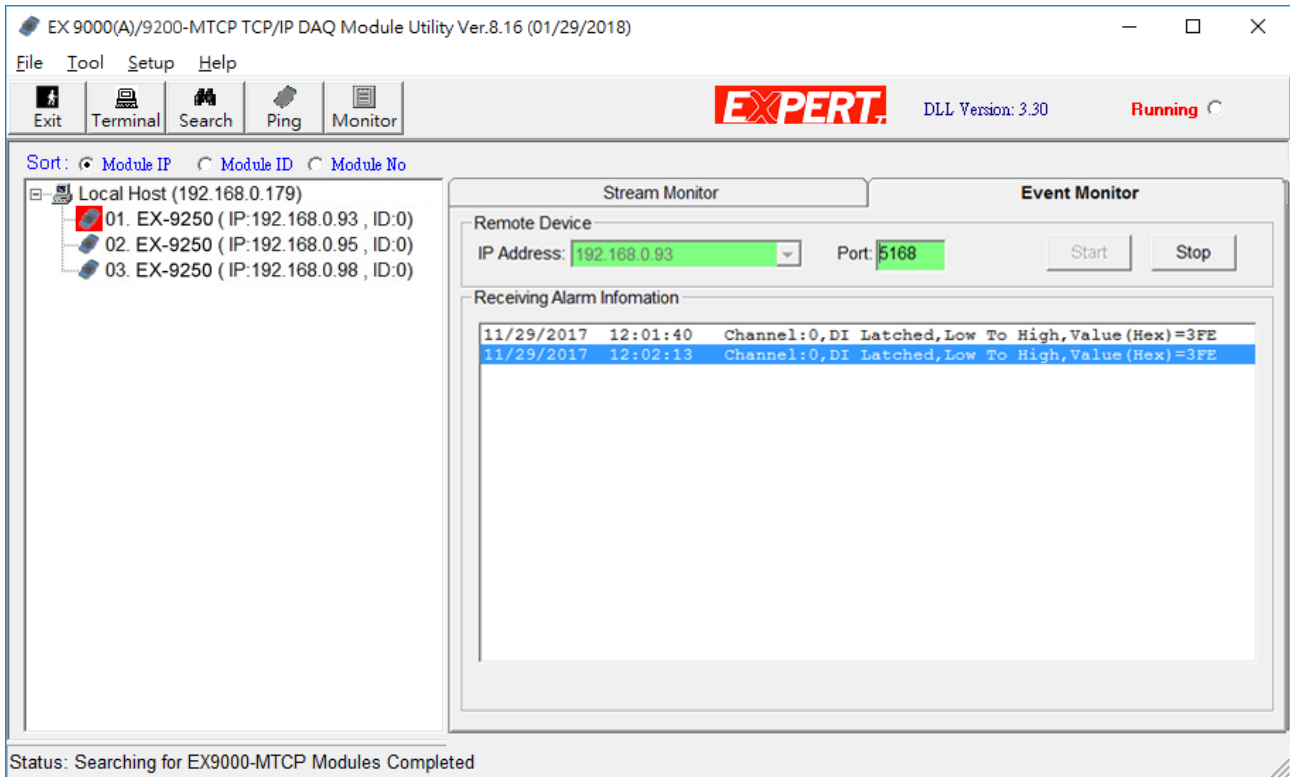 EX 9000(A)/9200-MTCP TCP/IP DAQ Module Utility Ver.8.16 (01/29/2018)
File Tool Setup Help
Exit Terminal Search Ping Monitor
EXPERT DLL Version: 3.30 Running
Sort: Module IP Module ID Module No
Local Host (192.168.0.179)
01. EX-9250 ( IP:192.168.0.93 , ID:0)
02. EX-9250 ( IP:192.168.0.95 , ID:0)
03. EX-9250 ( IP:192.168.0.98 , ID:0)
Stream Monitor Event Monitor
Remote Device
IP Address: 192.168.0.93 Port: 5168 Start Stop
Receiving Alarm Infomation
11/29/2017 12:01:40 Channel:0,DI Latched,Low To High,Value(Hex)=3FE
11/29/2017 12:02:13 Channel:0,DI Latched,Low To High,Value(Hex)=3FE
Status: Searching for EX9000-MTCP Modules Completed